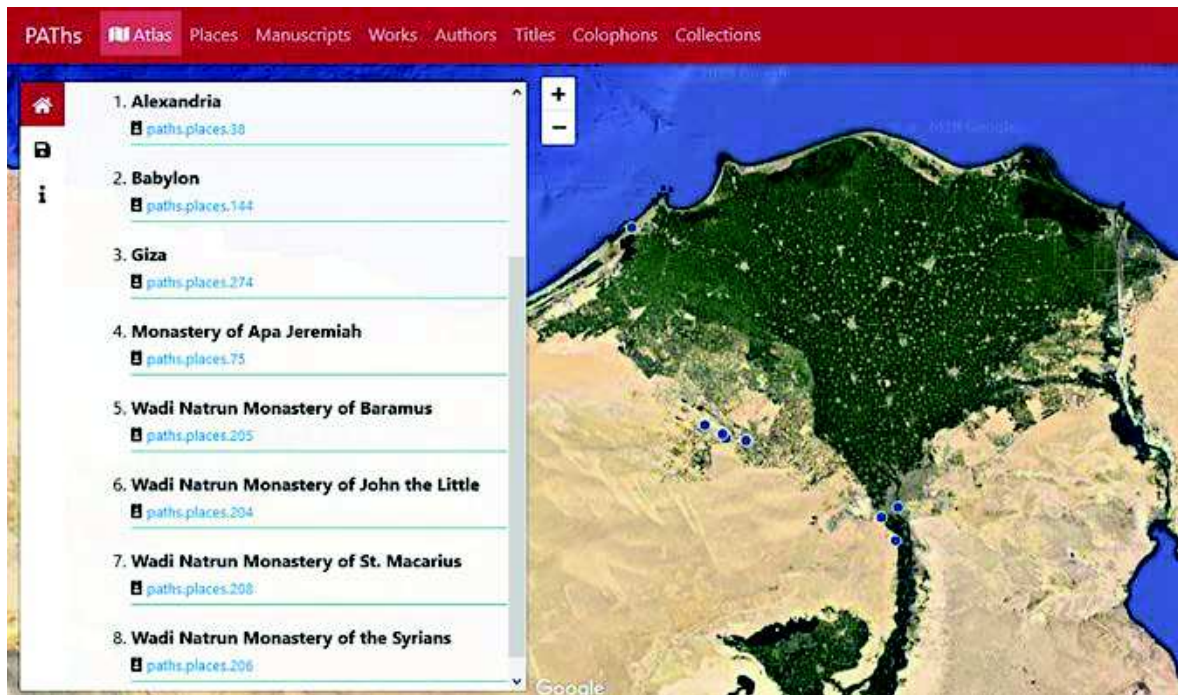 PAThs Atlas Places Manuscripts Works Authors Titles Colophons Collections
1. Alexandria
paths.places.38
2. Babylon
paths.places.144
3. Giza
paths.places.274
4. Monastery of Apa Jeremiah
paths.places.75
5. Wadi Natrun Monastery of Baramus
paths.places.205
6. Wadi Natrun Monastery of John the Little
paths.places.204
7. Wadi Natrun Monastery of St. Macarius
paths.places.208
8. Wadi Natrun Monastery of the Syrians
paths.places.206
+
−
i
Google